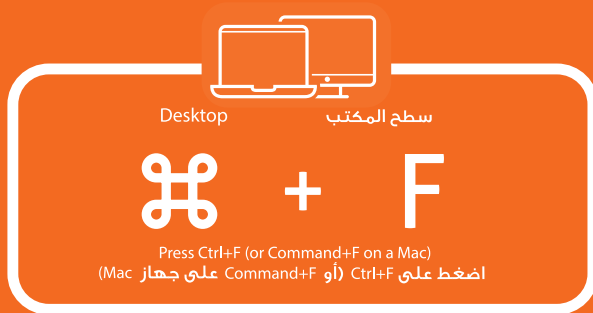 Desktop سطح المكتب
⌘ + F
Press Ctrl+F (or Command+F on a Mac)
اضغط على Ctrl+F (أو Command+F على جهاز Mac)